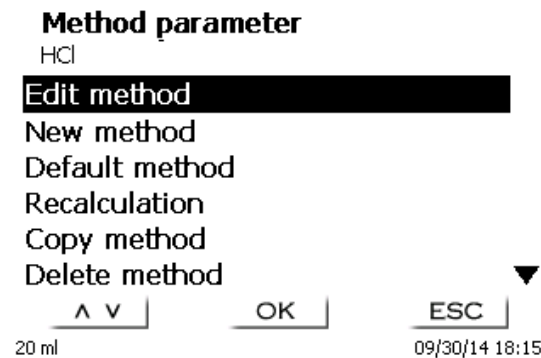 Method parameter
HCl
Edit method
New method
Default method
Recalculation
Copy method
Delete method
∧ ∨ OK ESC
20 ml 09/30/14 18:15